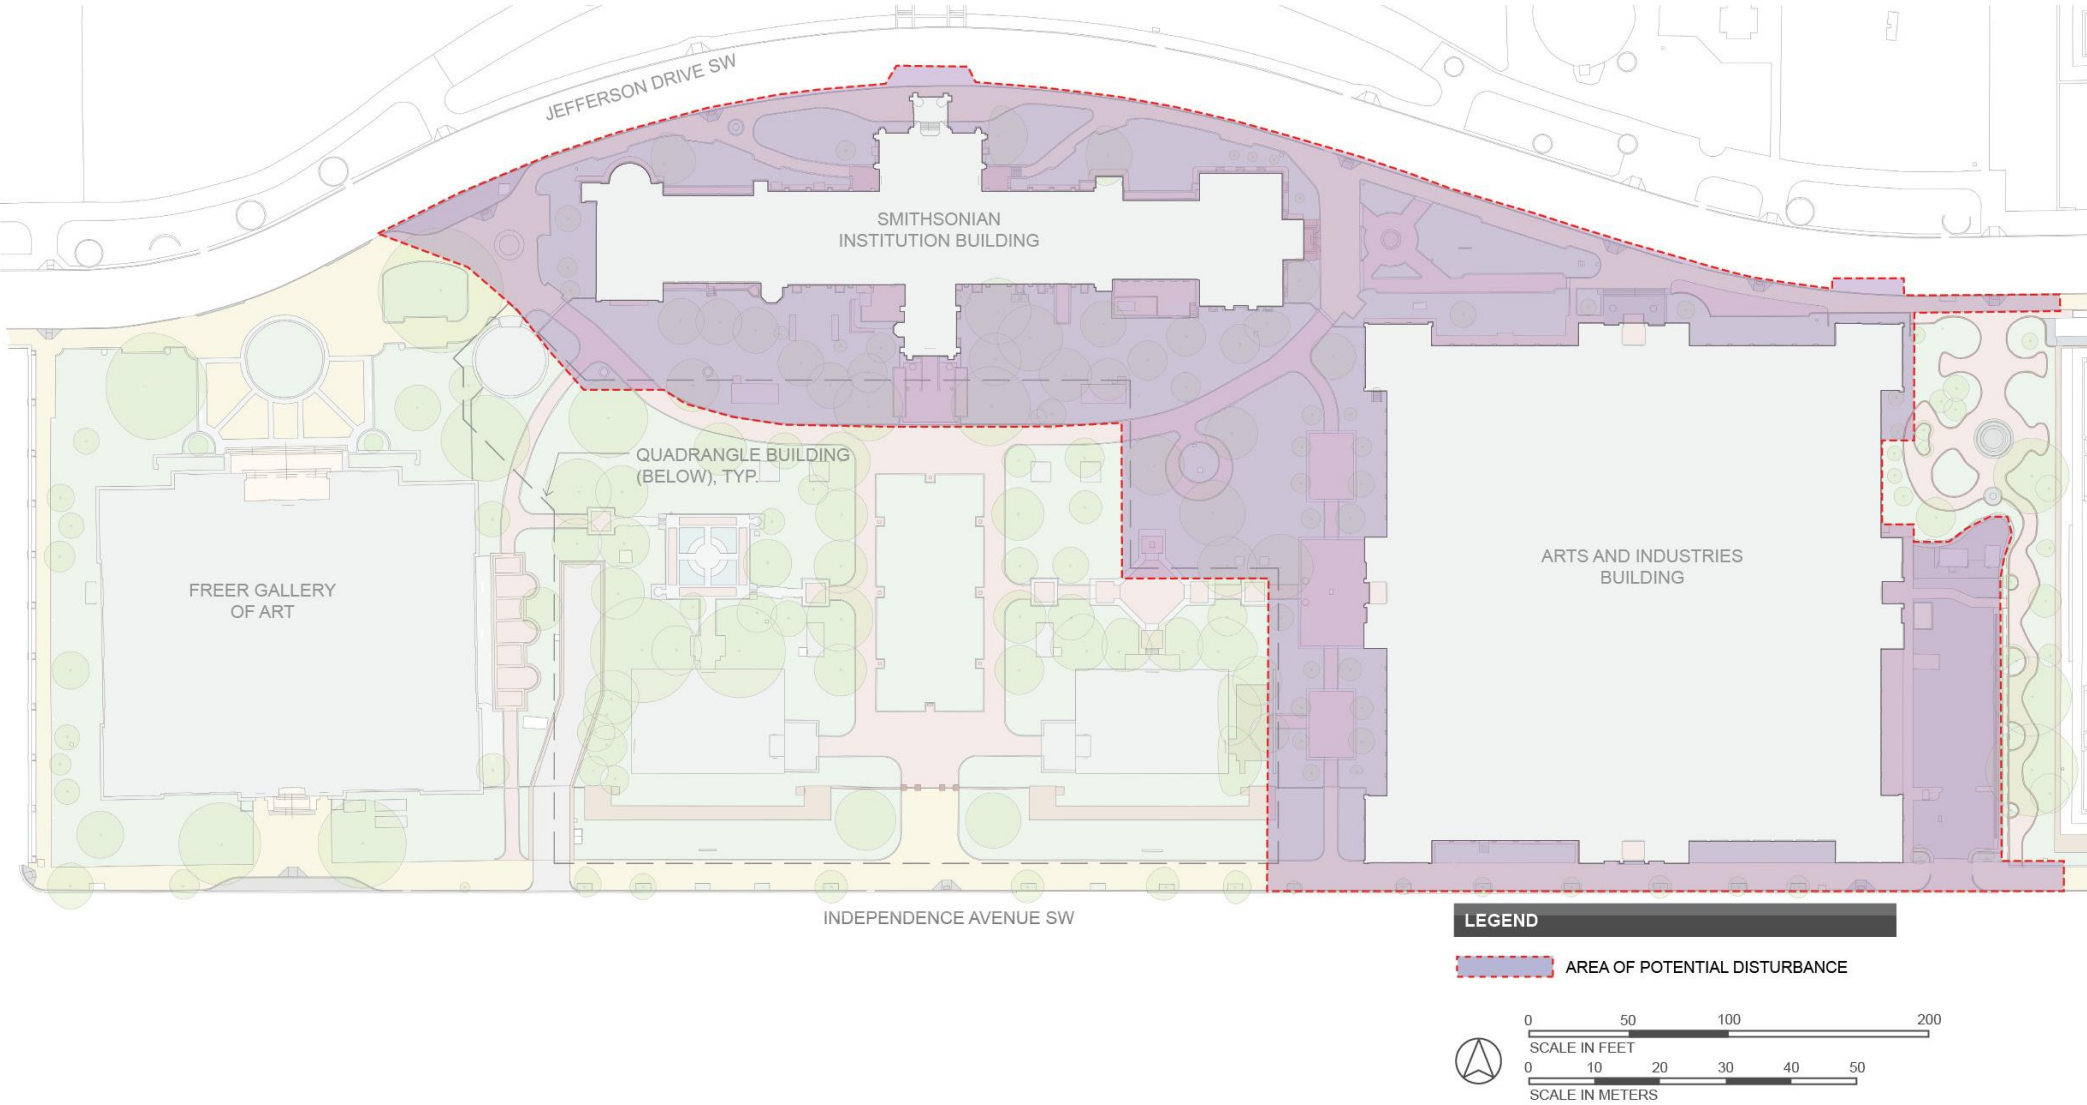 JEFFERSON DRIVE SW
SMITHSONIAN
INSTITUTION BUILDING
QUADRANGLE BUILDING
(BELOW), TYP.
FREER GALLERY
OF ART
ARTS AND INDUSTRIES
BUILDING
INDEPENDENCE AVENUE SW
LEGEND
AREA OF POTENTIAL DISTURBANCE
0 50 100 200
SCALE IN FEET
0 10 20 30 40 50
SCALE IN METERS